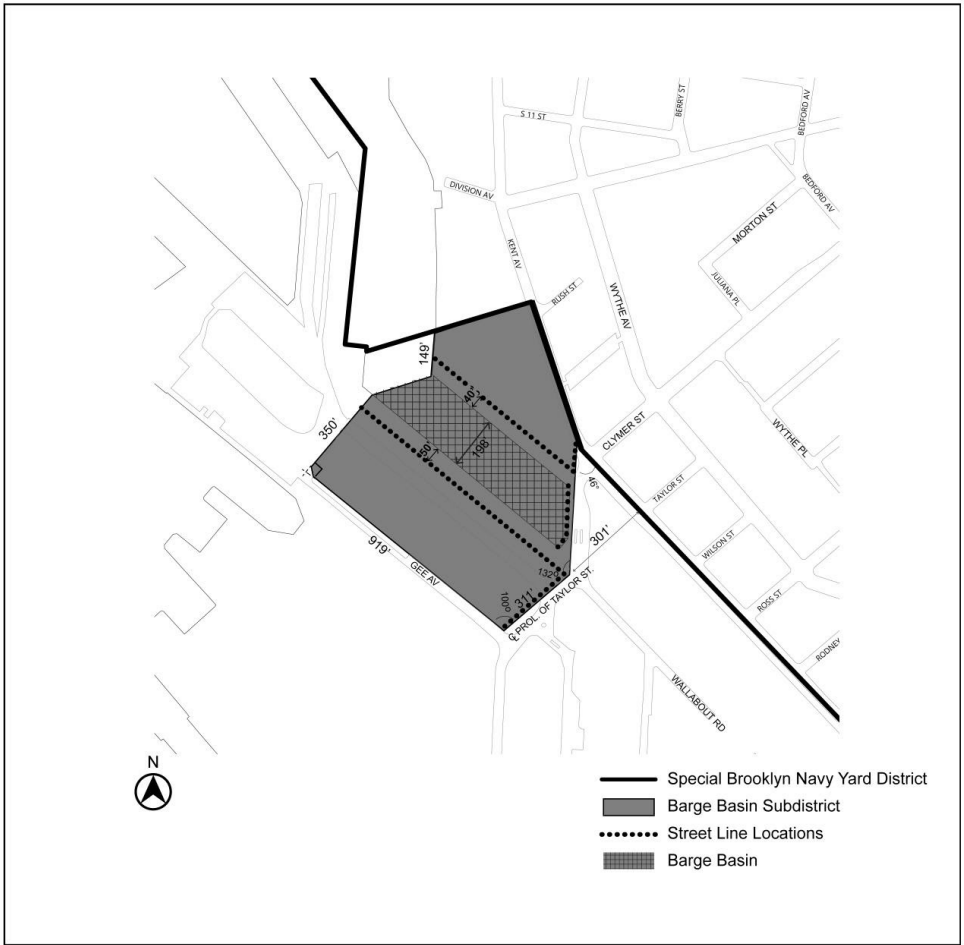 S 11 ST
BERRY ST
BEDFORD AV
DIVISION AV
BEDFORD AV
MORTON ST
KENT AV
JULIANA PL
RUSH ST
WYTHE AV
149'
40'
WYTHE PL
CLYMER ST
350'
50'
198
46°
TAYLOR ST
301'
WILSON ST
919'
GEE AV
132°
ROSS ST
100°
311'
℄ PROL. OF TAYLOR ST.
RODNEY
WALLABOUT RD
N
Special Brooklyn Navy Yard District
Barge Basin Subdistrict
Street Line Locations
Barge Basin